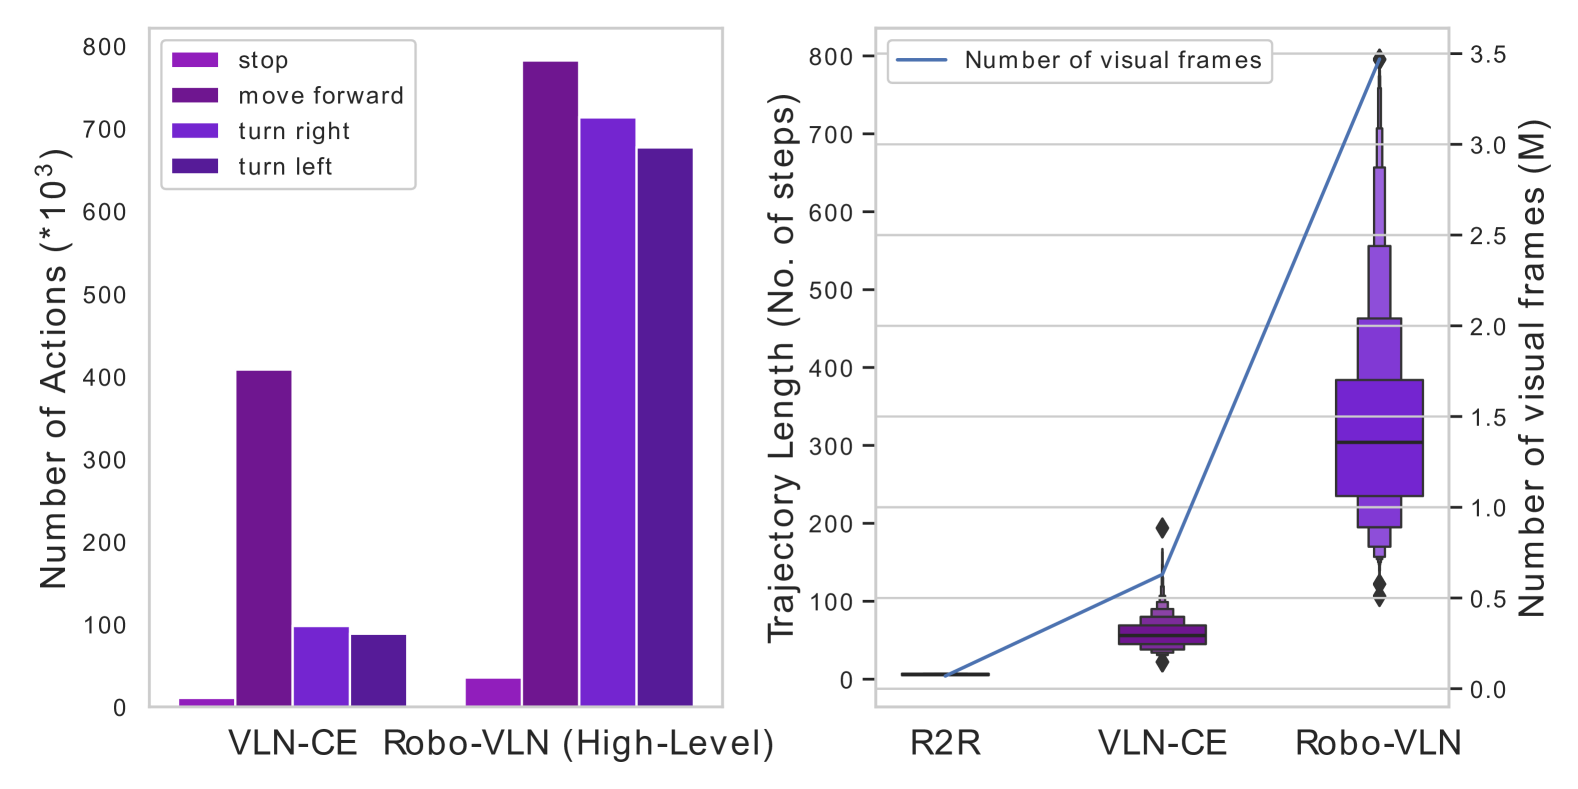 Number of Actions (*10³)
800
700
600
500
400
300
200
100
0
stop
move forward
turn right
turn left
VLN-CE
Robo-VLN (High-Level)
Trajectory Length (No. of steps)
800
700
600
500
400
300
200
100
0
Number of visual frames
R2R
VLN-CE
Robo-VLN
3.5
3.0
2.5
2.0
1.5
1.0
0.5
0.0
Number of visual frames (M)